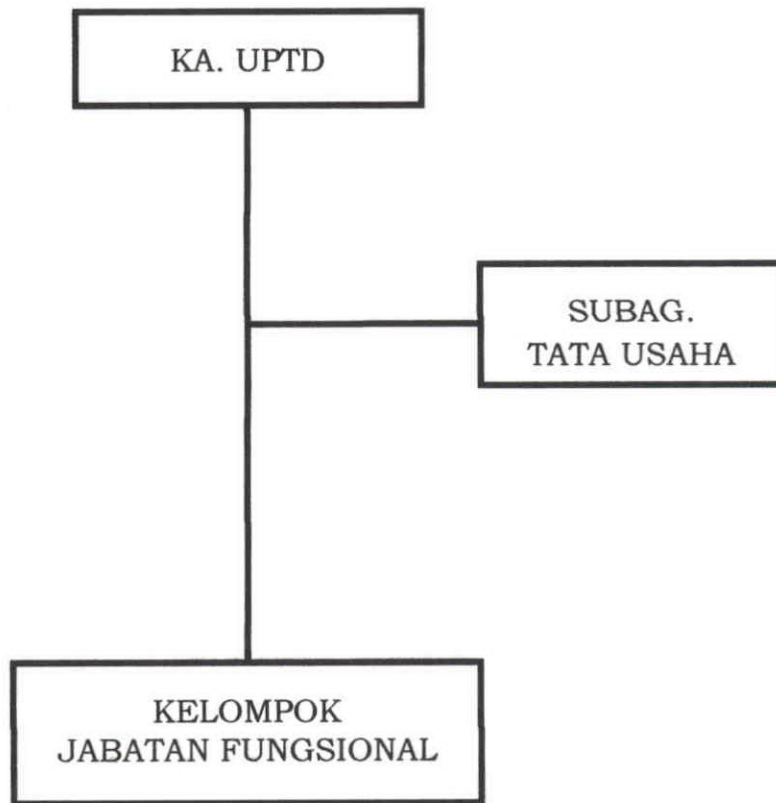 KA. UPTD
SUBAG.
TATA USAHA
KELOMPOK
JABATAN FUNGSIONAL